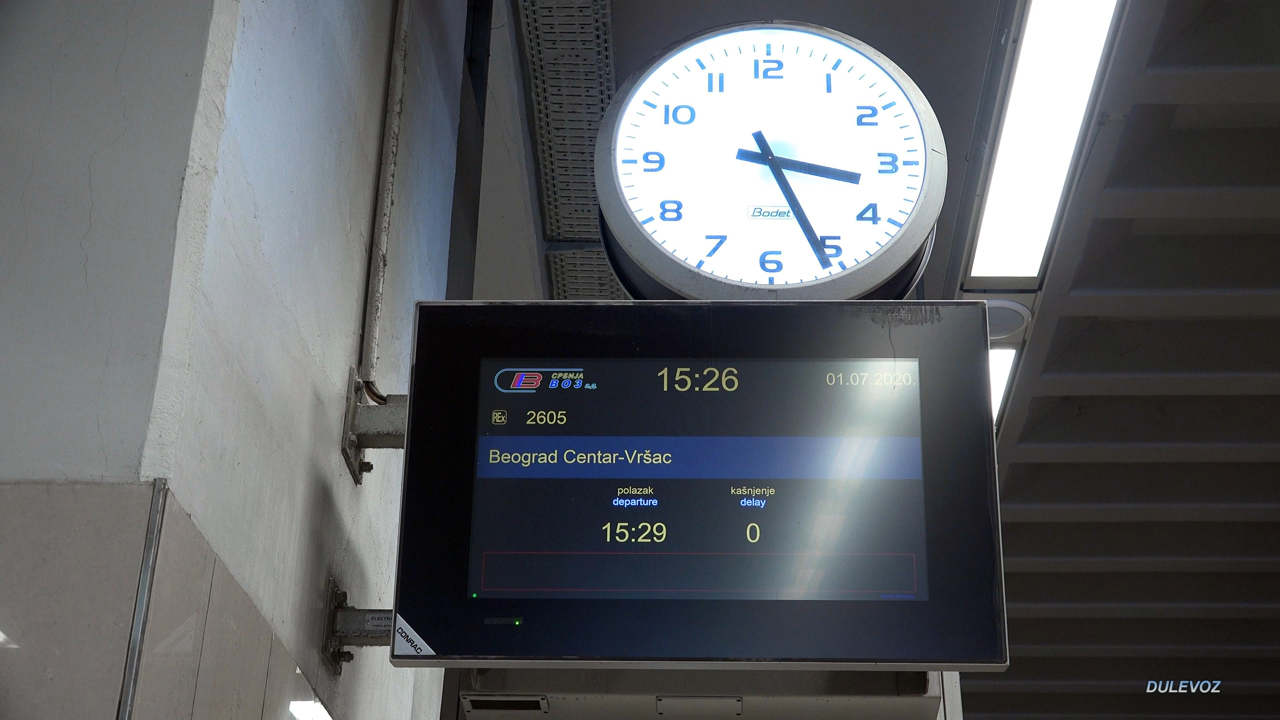 12
11 1
10 2
9 3
8 4
7 5
6
Bodet
СРБИЈА
ВОЗ а.д.
15:26 01.07.2020.
REx 2605
Beograd Centar-Vršac
polazak kašnjenje
departure delay
15:29 0
CONRAC
DULEVOZ